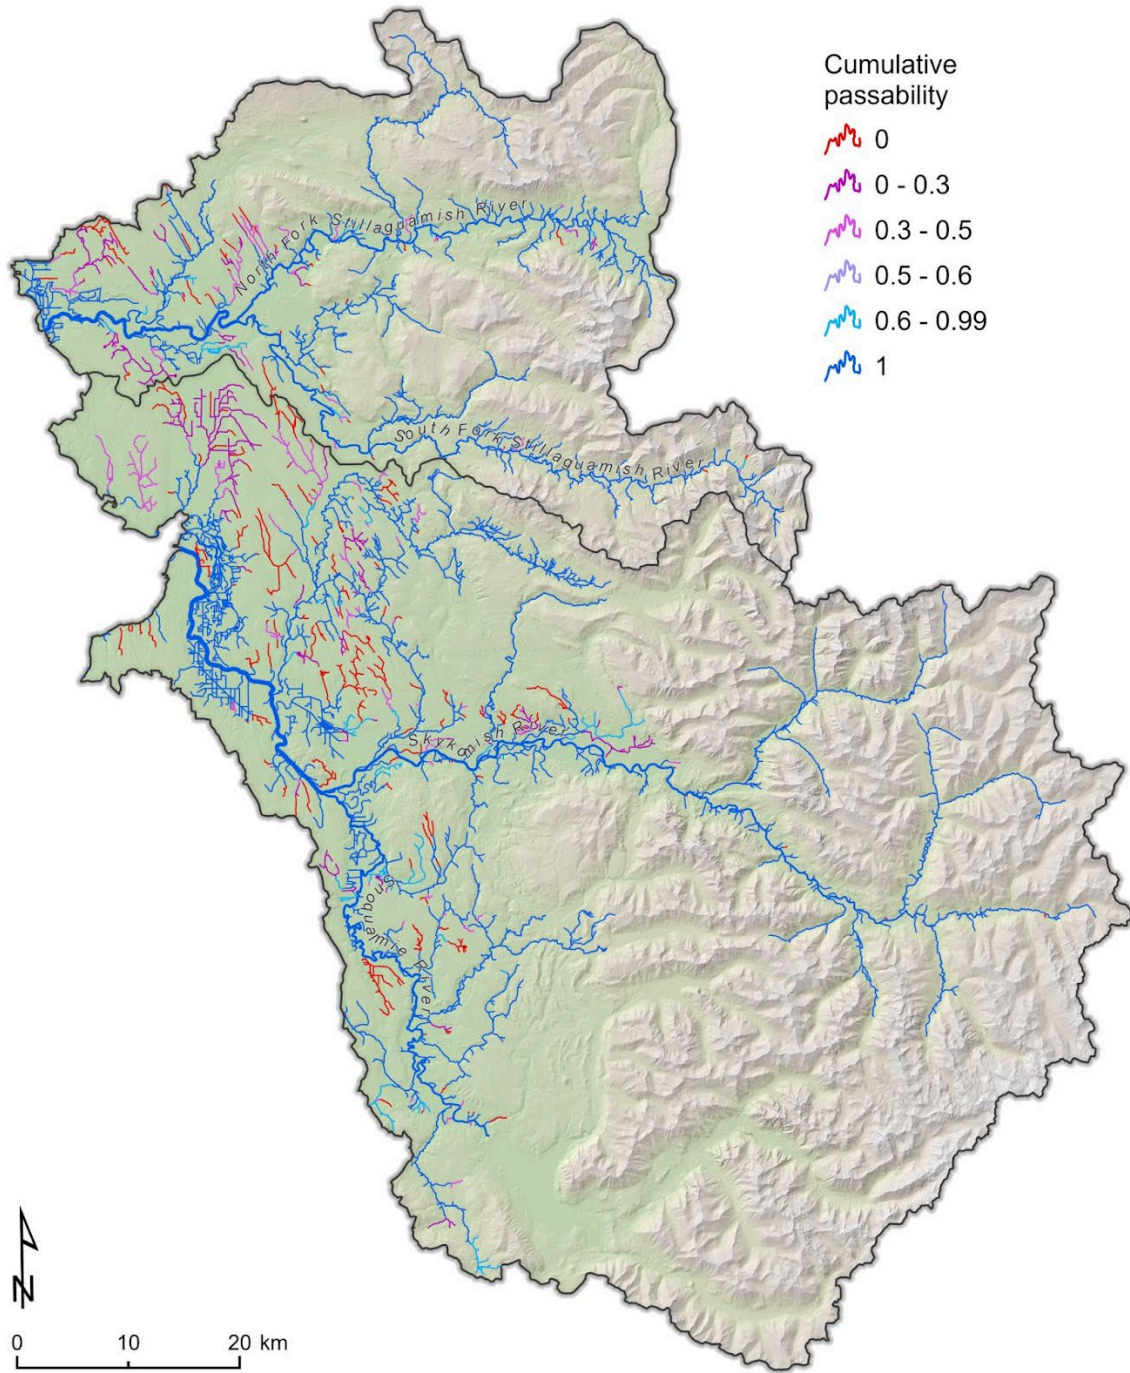 Cumulative
passability
0
0 - 0.3
0.3 - 0.5
0.5 - 0.6
0.6 - 0.99
1
North Fork Stillaguamish River
South Fork Stillaguamish River
Skykomish River
Snoqualmie River
N
0 10 20 km